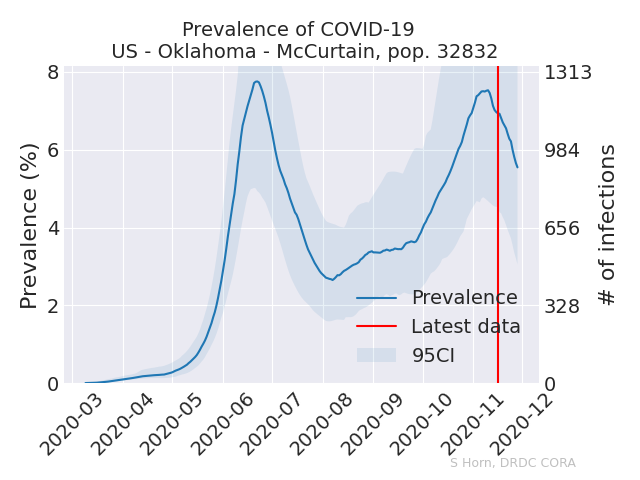 Prevalence of COVID-19
US - Oklahoma - McCurtain, pop. 32832
8
6
4
2
0
Prevalence (%)
1313
984
656
328
0
# of infections
Prevalence
Latest data
95CI
2020-03
2020-04
2020-05
2020-06
2020-07
2020-08
2020-09
2020-10
2020-11
2020-12
S Horn, DRDC CORA